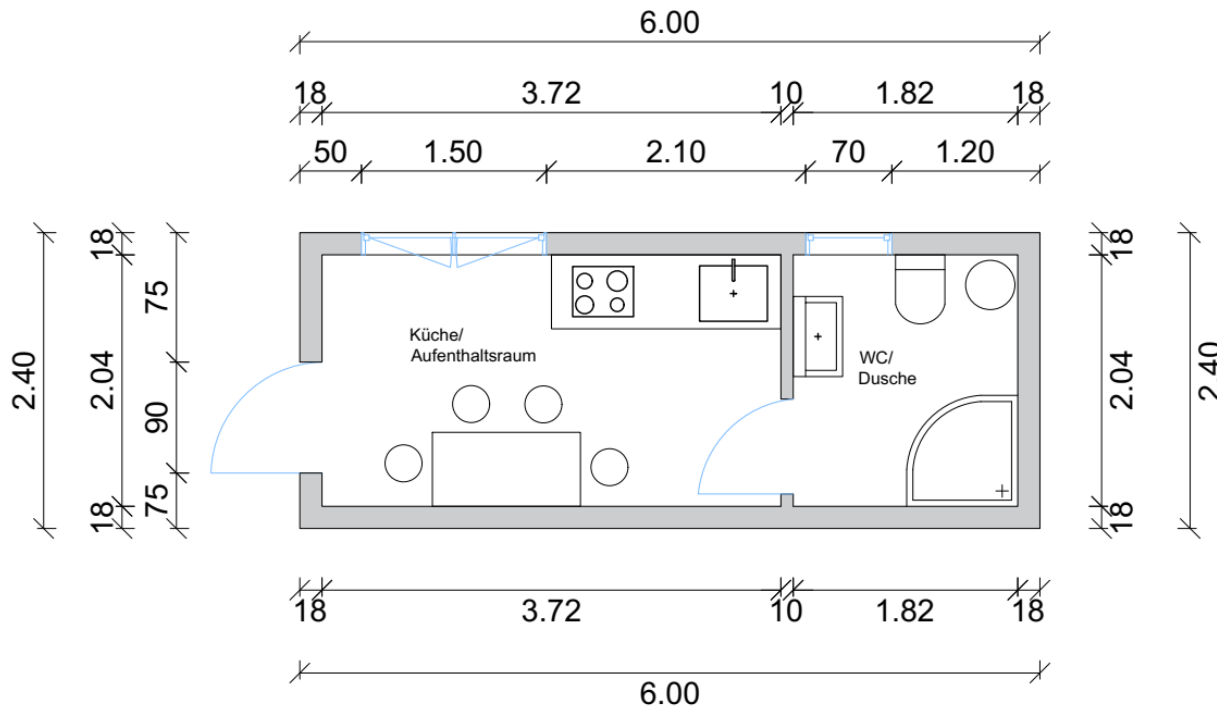 6.00
18 3.72 10 1.82 18
50 1.50 2.10 70 1.20
2.40
18 2.04 18
75 90 75
Küche/
Aufenthaltsraum
WC/
Dusche
18 2.04 18
2.40
18 3.72 10 1.82 18
6.00